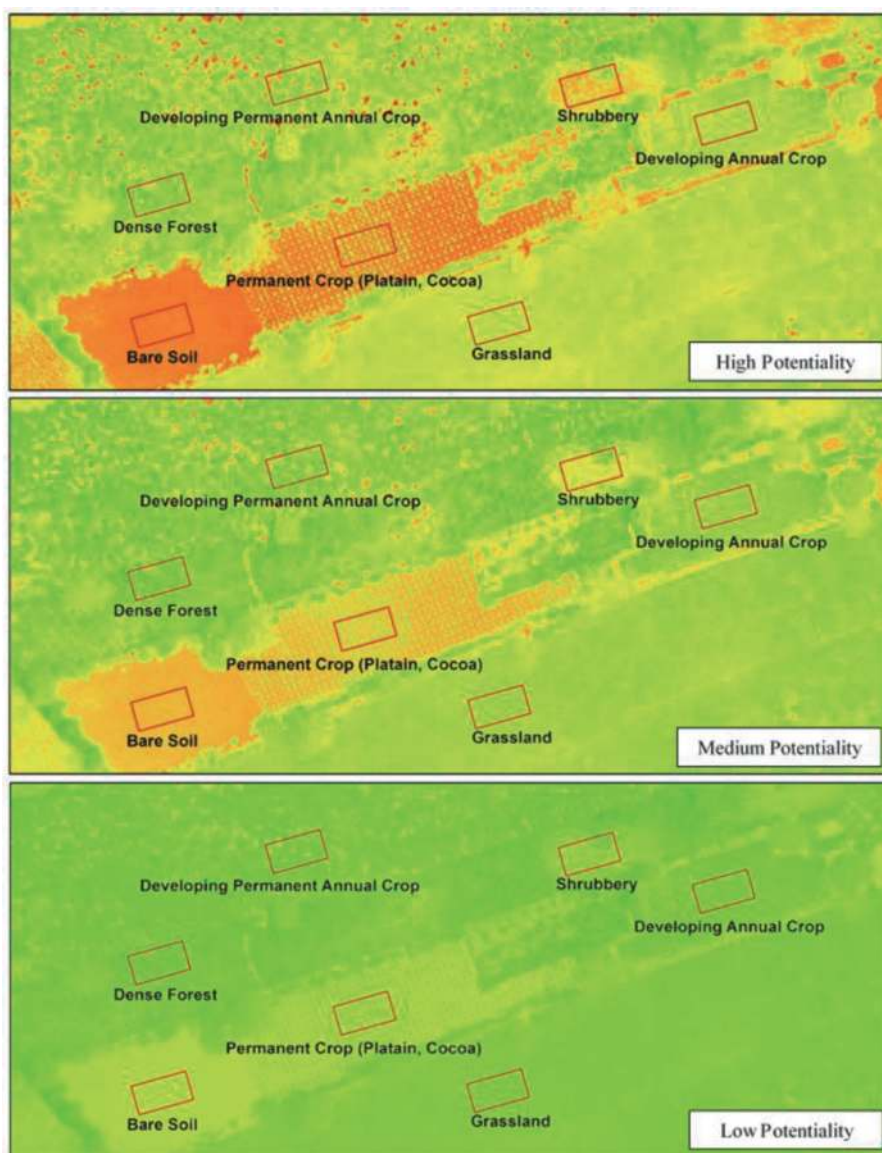 Developing Permanent Annual Crop
Shrubbery
Developing Annual Crop
Dense Forest
Permanent Crop (Platain, Cocoa)
Bare Soil
Grassland
High Potentiality
Developing Permanent Annual Crop
Shrubbery
Developing Annual Crop
Dense Forest
Permanent Crop (Platain, Cocoa)
Bare Soil
Grassland
Medium Potentiality
Developing Permanent Annual Crop
Shrubbery
Developing Annual Crop
Dense Forest
Permanent Crop (Platain, Cocoa)
Bare Soil
Grassland
Low Potentiality